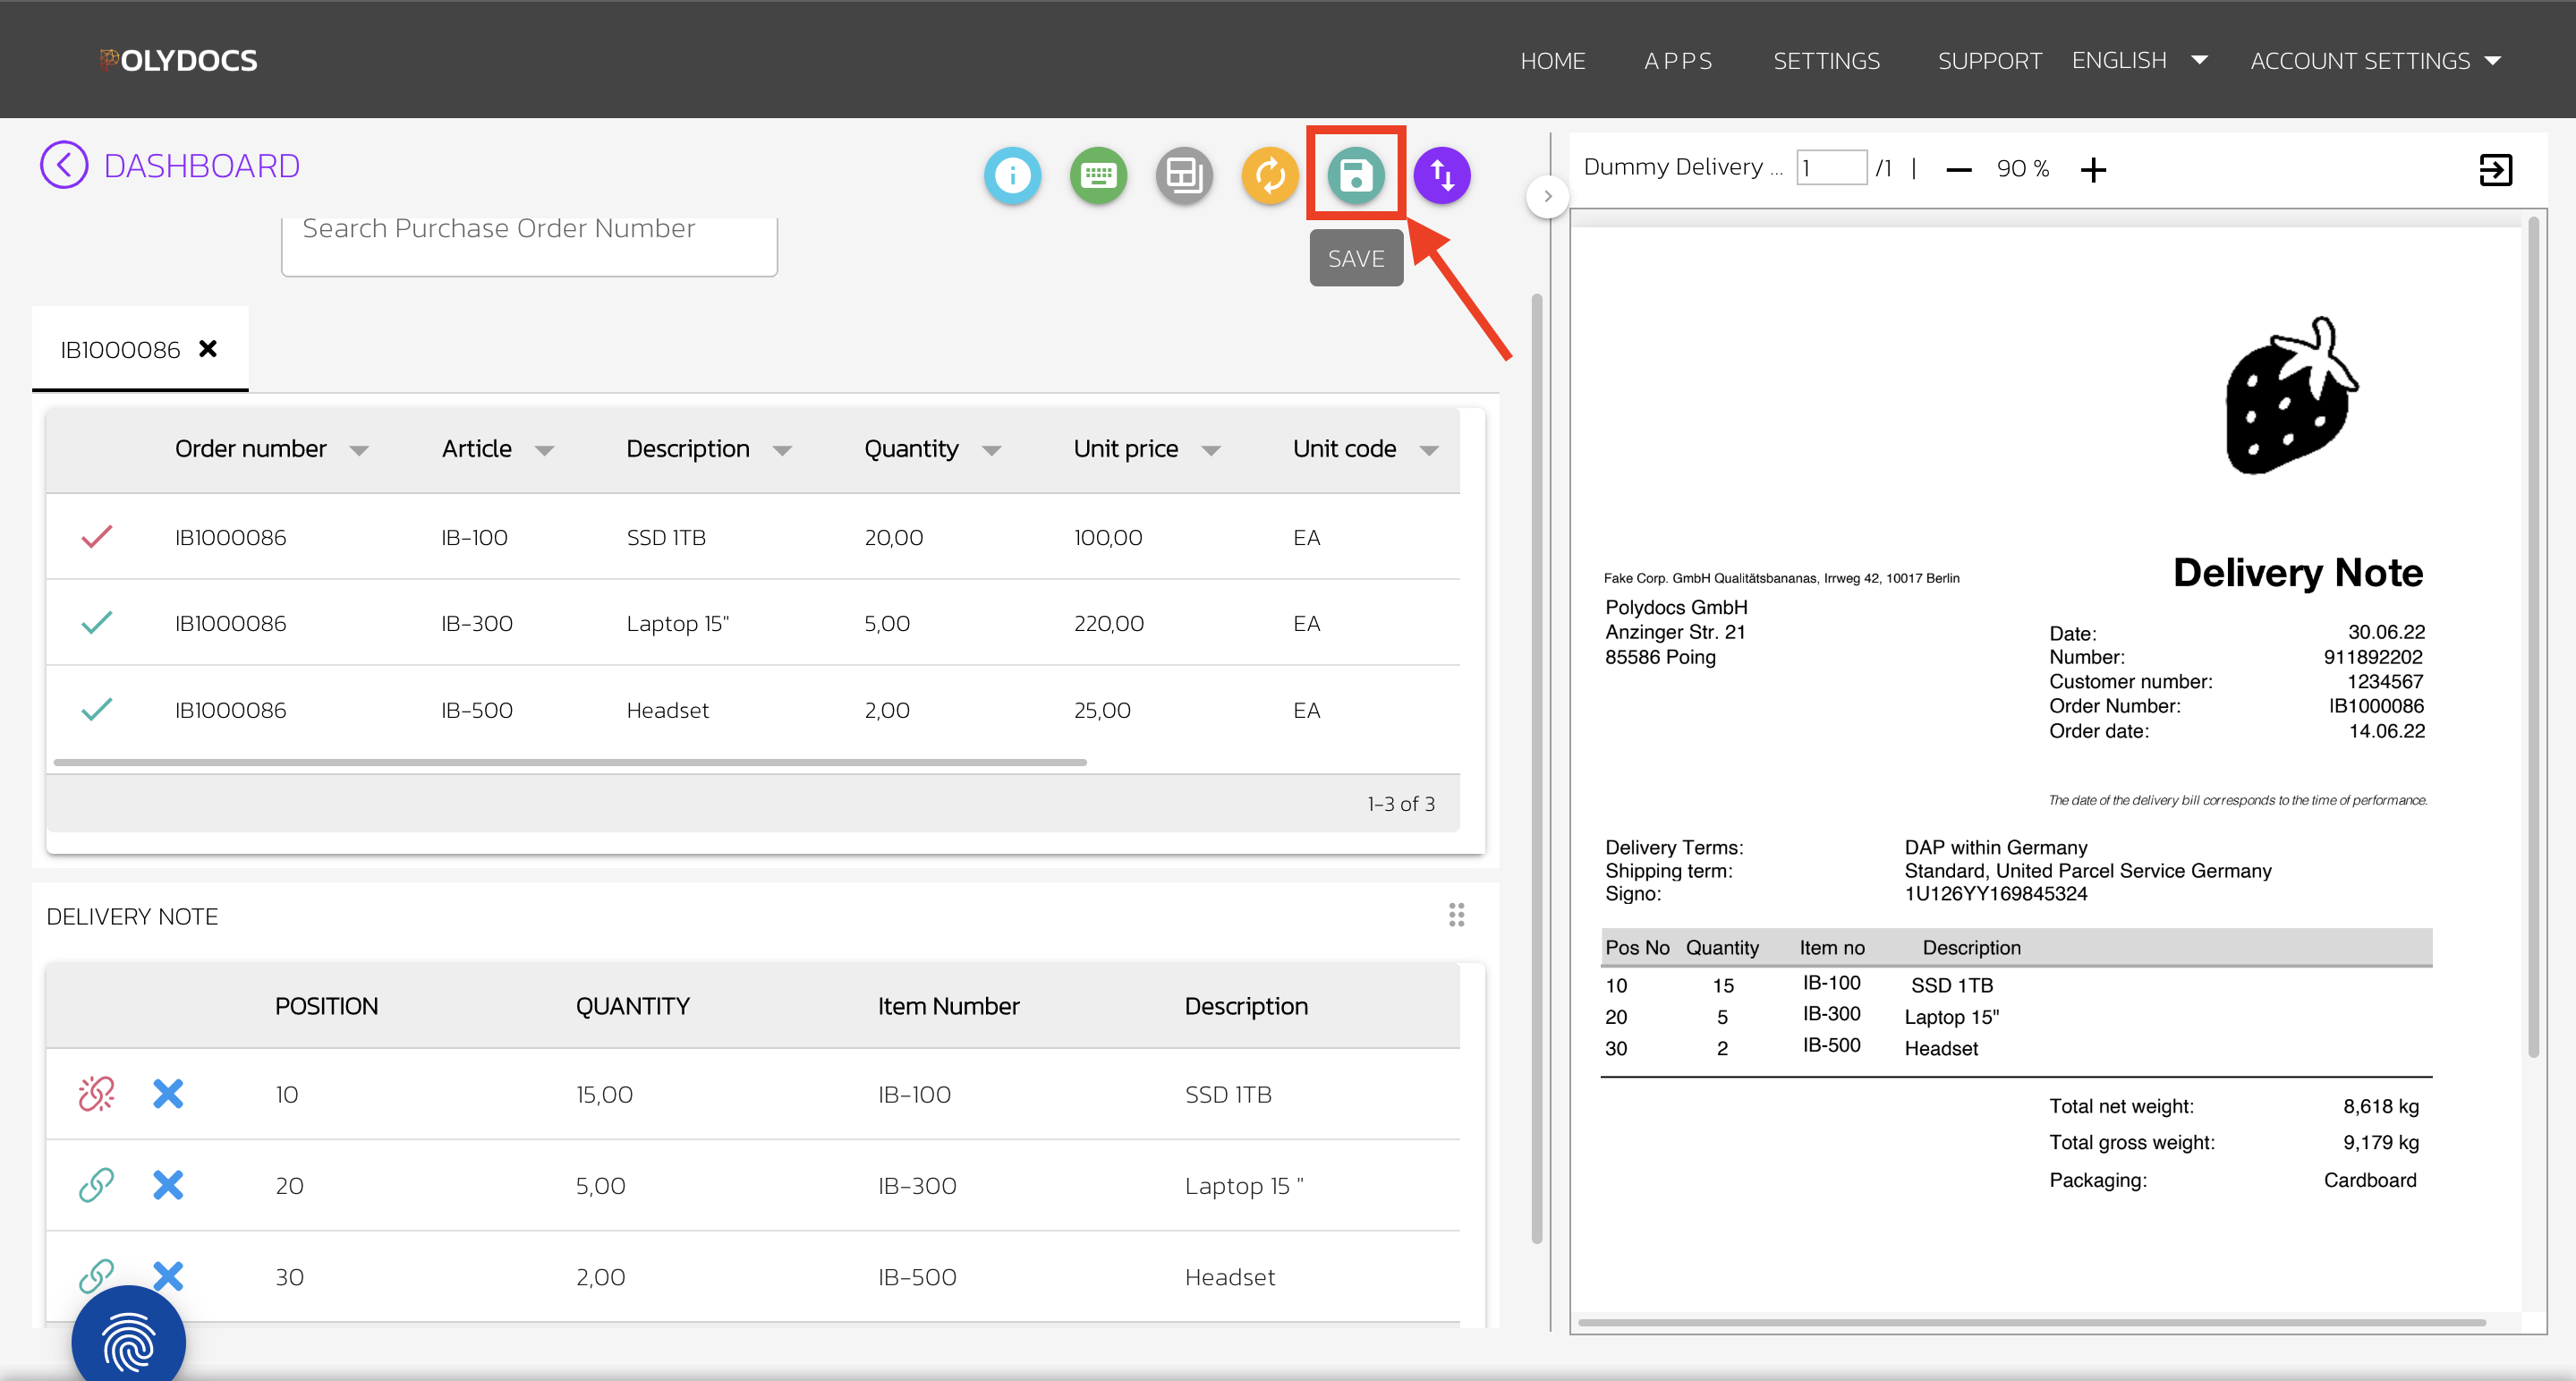 POLYDOCS
HOME APPS SETTINGS SUPPORT ENGLISH ACCOUNT SETTINGS
DASHBOARD
Search Purchase Order Number
SAVE
IB1000086
Order number Article Description Quantity Unit price Unit code
IB1000086 IB-100 SSD 1TB 20,00 100,00 EA
IB1000086 IB-300 Laptop 15" 5,00 220,00 EA
IB1000086 IB-500 Headset 2,00 25,00 EA
1-3 of 3
DELIVERY NOTE
POSITION QUANTITY Item Number Description
10 15,00 IB-100 SSD 1TB
20 5,00 IB-300 Laptop 15 "
30 2,00 IB-500 Headset
Dummy Delivery ... 1 /1 | 90 %
Fake Corp. GmbH Qualitätsbananas, Irrweg 42, 10017 Berlin
Polydocs GmbH
Anzinger Str. 21
85586 Poing
Delivery Note
Date: 30.06.22
Number: 911892202
Customer number: 1234567
Order Number: IB1000086
Order date: 14.06.22
The date of the delivery bill corresponds to the time of performance.
Delivery Terms: DAP within Germany
Shipping term: Standard, United Parcel Service Germany
Signo: 1U126YY169845324
Pos No Quantity Item no Description
10 15 IB-100 SSD 1TB
20 5 IB-300 Laptop 15"
30 2 IB-500 Headset
Total net weight: 8,618 kg
Total gross weight: 9,179 kg
Packaging: Cardboard